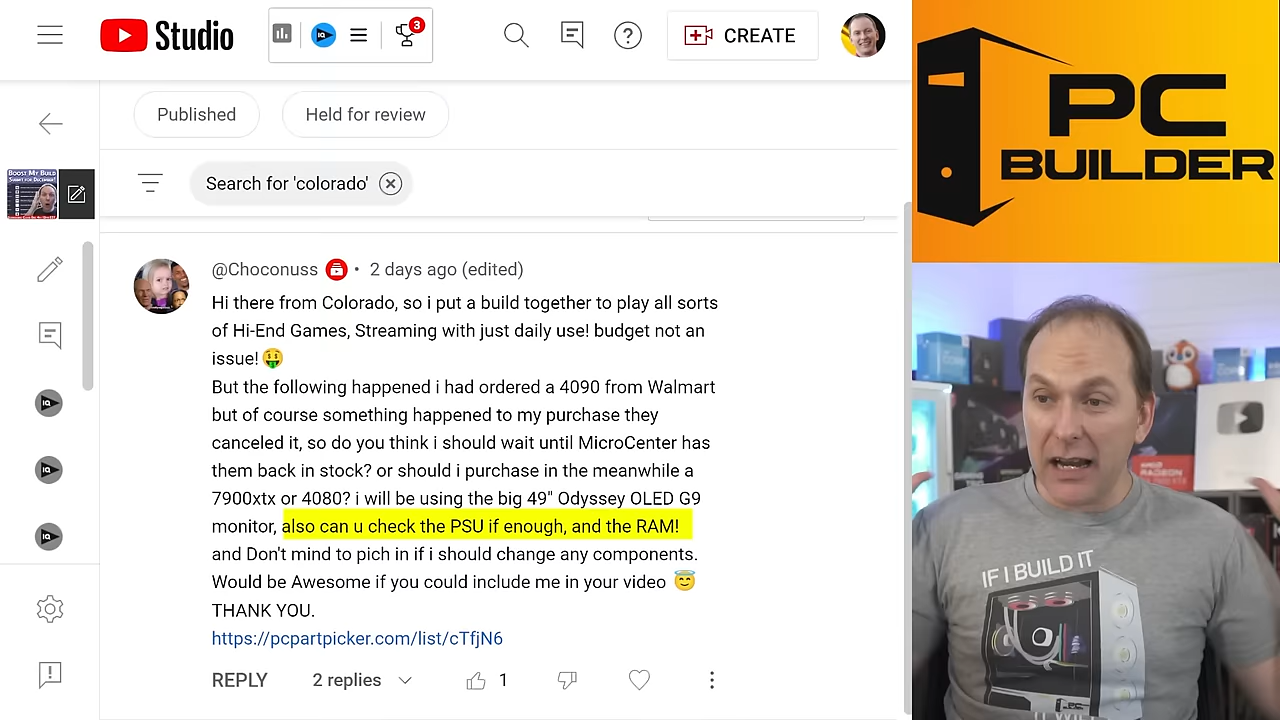 Studio
3
CREATE
PC
BUILDER
Published
Held for review
Search for 'colorado'
BOOST MY BUILD
@Choconuss • 2 days ago (edited)
Hi there from Colorado, so i put a build together to play all sorts
of Hi-End Games, Streaming with just daily use! budget not an
issue!🤑
But the following happened i had ordered a 4090 from Walmart
but of course something happened to my purchase they
canceled it, so do you think i should wait until MicroCenter has
them back in stock? or should i purchase in the meanwhile a
7900xtx or 4080? i will be using the big 49" Odyssey OLED G9
monitor, also can u check the PSU if enough, and the RAM!
and Don't mind to pich in if i should change any components.
Would be Awesome if you could include me in your video 😇
THANK YOU.
https://pcpartpicker.com/list/cTfjN6
REPLY
2 replies
1
IF I BUILD IT
IT WILL